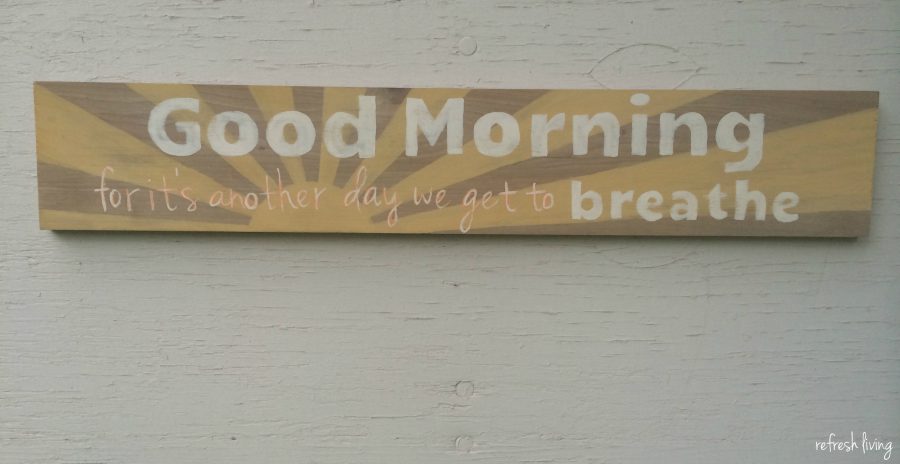 Good Morning
for it's another day we get to breathe
refresh living